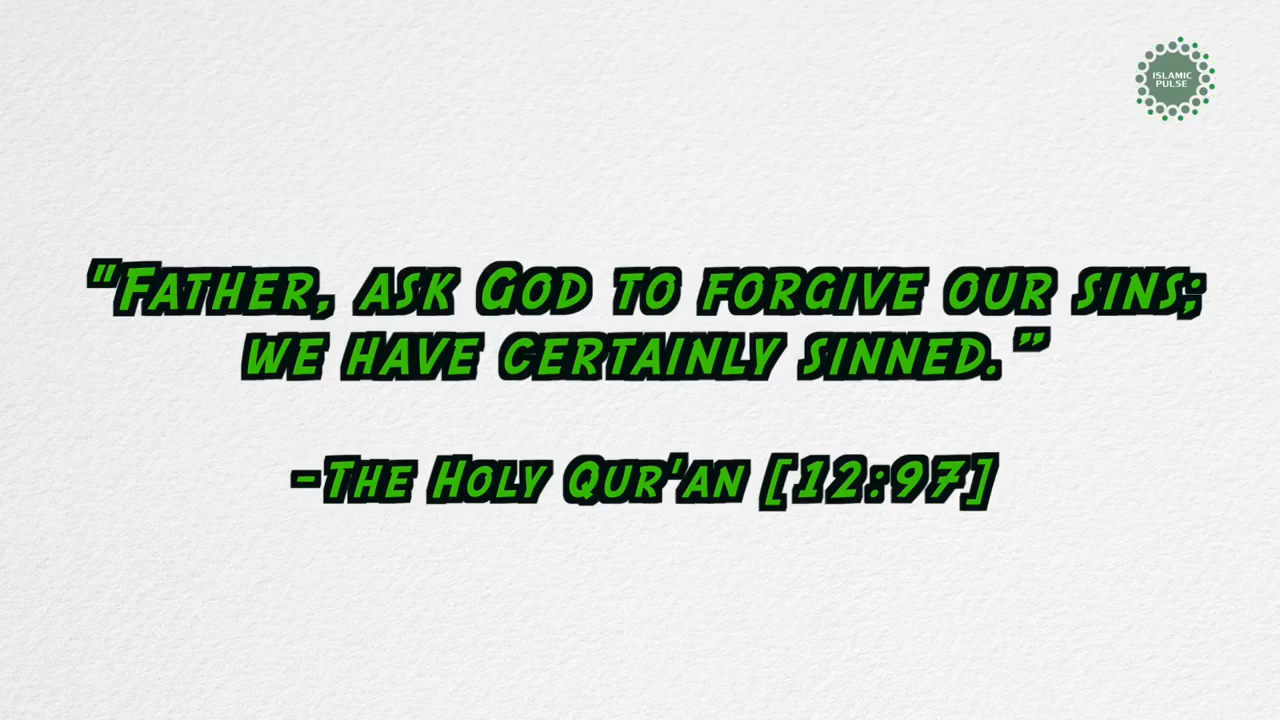 ISLAMIC
PULSE
"FATHER, ASK GOD TO FORGIVE OUR SINS;
WE HAVE CERTAINLY SINNED."
-THE HOLY QUR'AN [12:97]